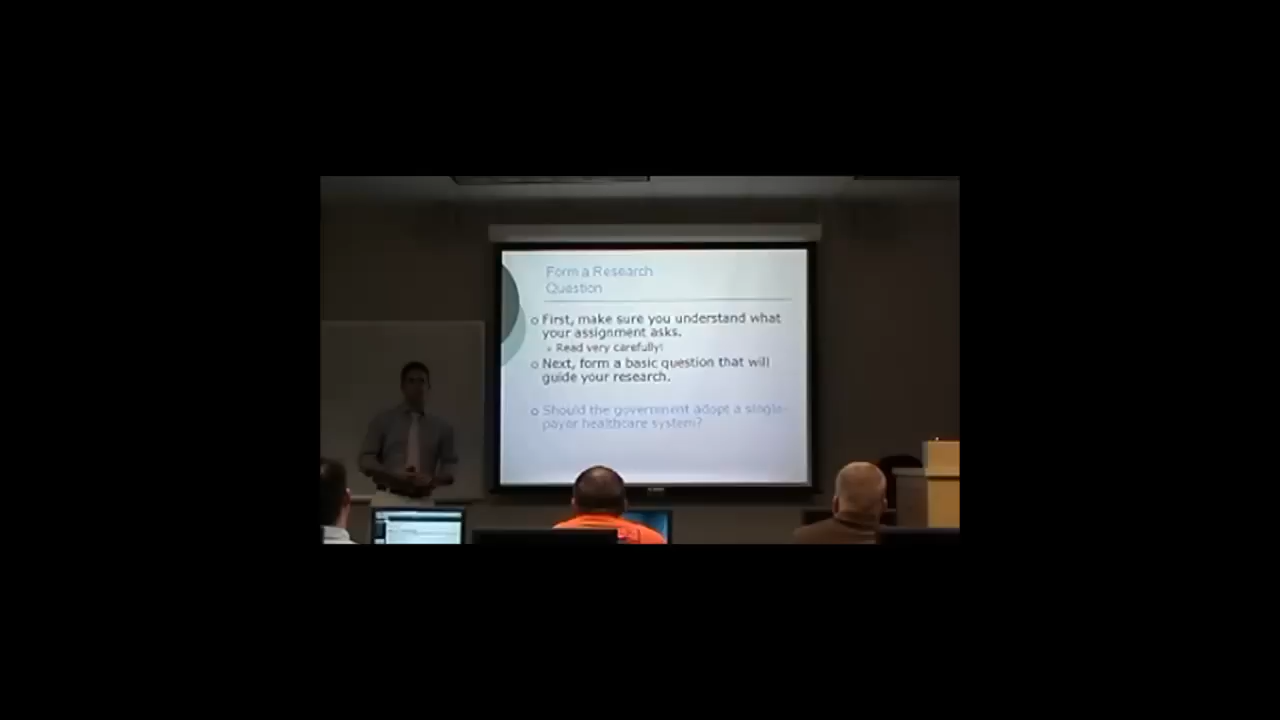 Form a Research
Question
First, make sure you understand what
your assignment asks.
Read very carefully!
Next, form a basic question that will
guide your research.
Should the government adopt a single
payor healthcare system?